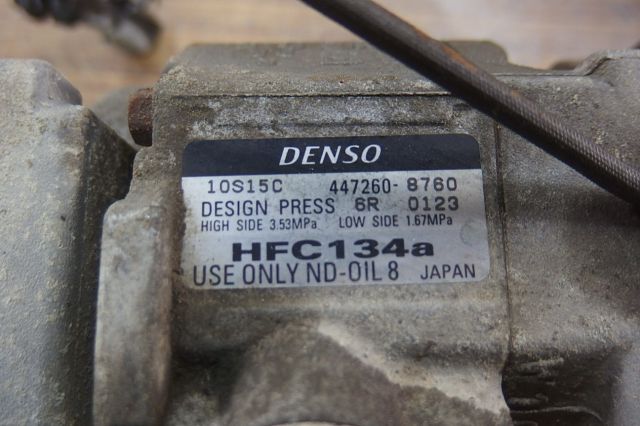 DENSO
10S15C 447260-8760
DESIGN PRESS 6R 0123
HIGH SIDE 3.53MPa LOW SIDE 1.67MPa
HFC134a
USE ONLY ND-OIL 8 JAPAN